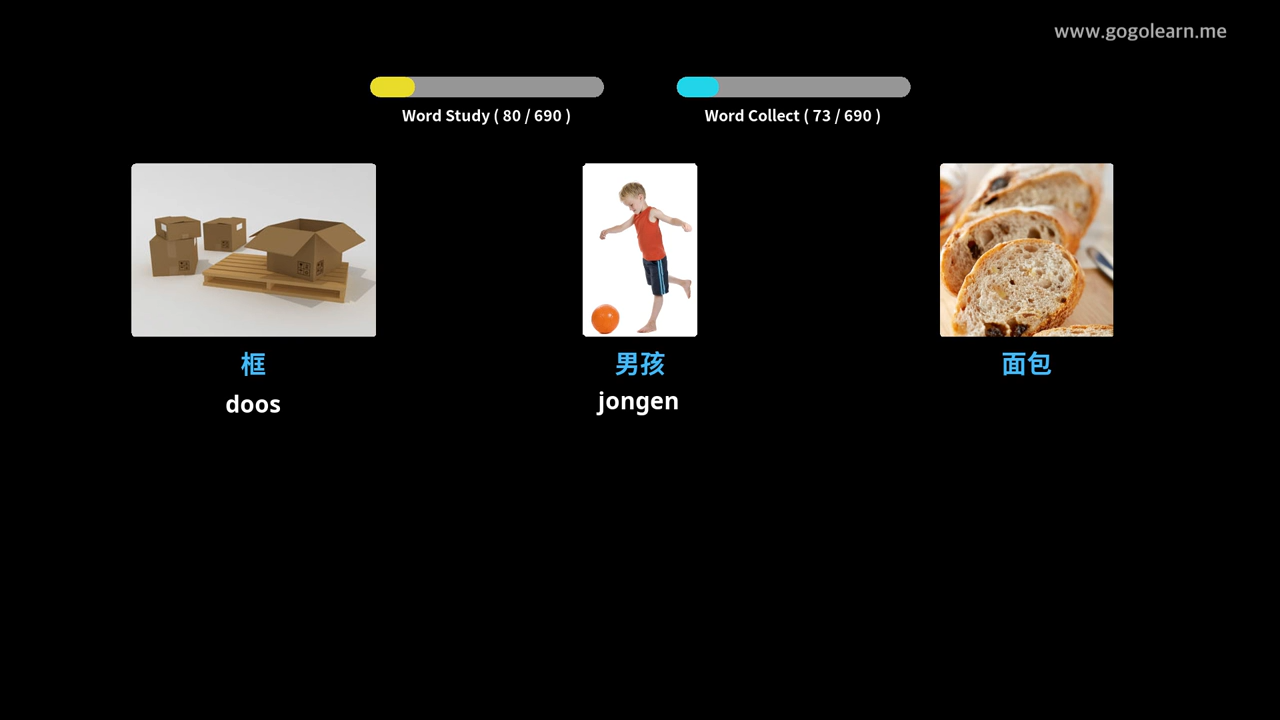 www.gogolearn.me
Word Study ( 80 / 690 )
Word Collect ( 73 / 690 )
框
男孩
面包
doos
jongen